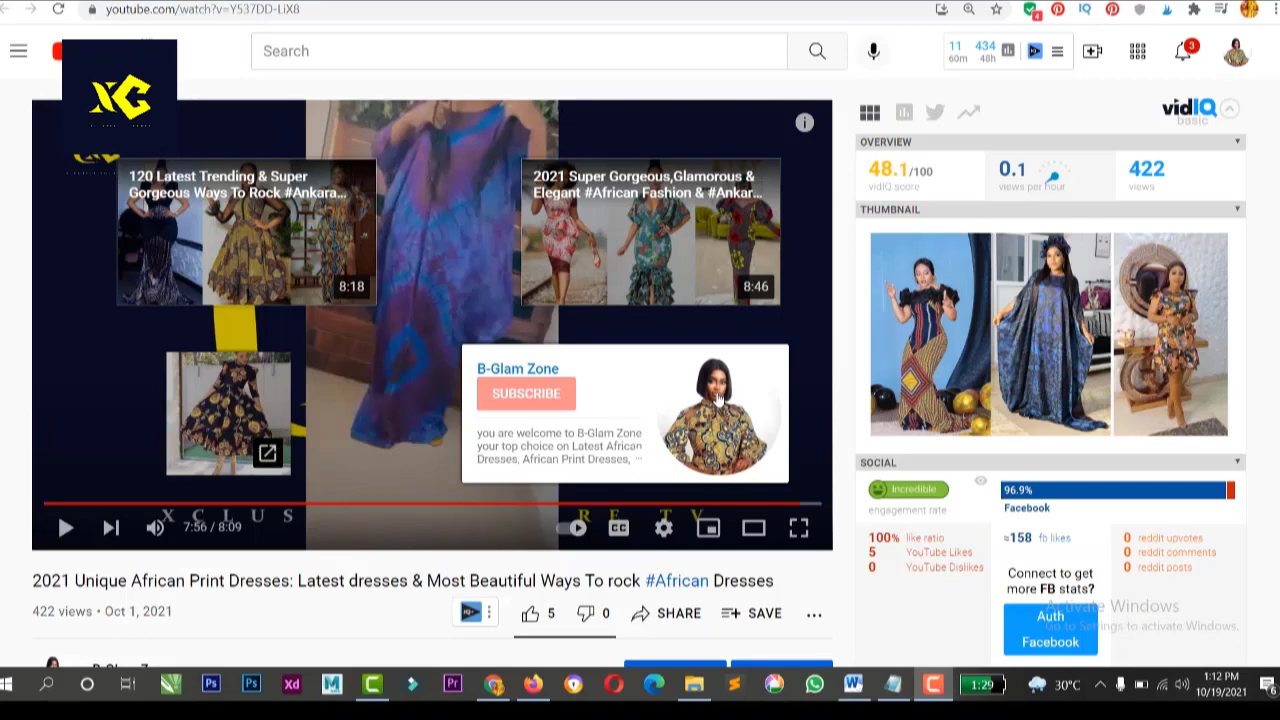 youtube.com/watch?v=Y537DD-LiX8
Search
11 434
60m 48h
3
vidIQ
basic
120 Latest Trending & Super
Gorgeous Ways To Rock #Ankara...
8:18
2021 Super Gorgeous,Glamorous &
Elegant #African Fashion & #Ankar...
8:46
B-Glam Zone
SUBSCRIBE
you are welcome to B-Glam Zone
your top choice on Latest African
Dresses, African Print Dresses, ...
7:56 / 8:09
2021 Unique African Print Dresses: Latest dresses & Most Beautiful Ways To rock #African Dresses
422 views • Oct 1, 2021
5 0 SHARE SAVE
OVERVIEW
48.1/100 0.1 422
vidIQ score views per hour views
THUMBNAIL
SOCIAL
Incredible
engagement rate
100% like ratio
5 YouTube Likes
0 YouTube Dislikes
96.9%
Facebook
≈158 fb likes
Connect to get
more FB stats?
Auth
Facebook
0 reddit upvotes
0 reddit comments
0 reddit posts
Activate Windows
Go to Settings to activate Windows.
1:29
30°C
1:12 PM
10/19/2021